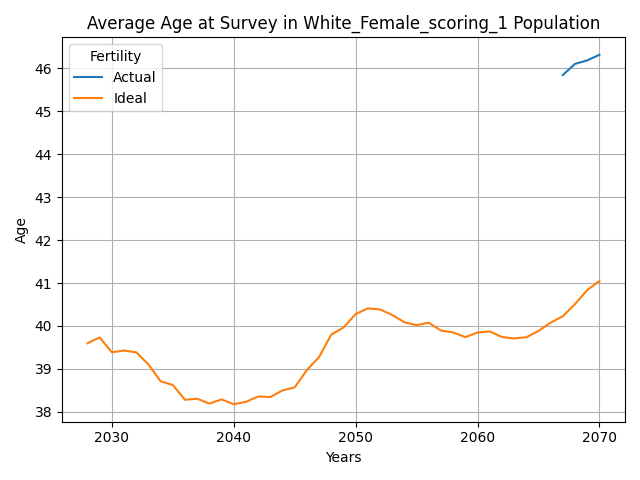 Average Age at Survey in White_Female_scoring_1 Population
Fertility
Actual
Ideal
46
45
44
43
42
41
40
39
38
Age
2030 2040 2050 2060 2070
Years